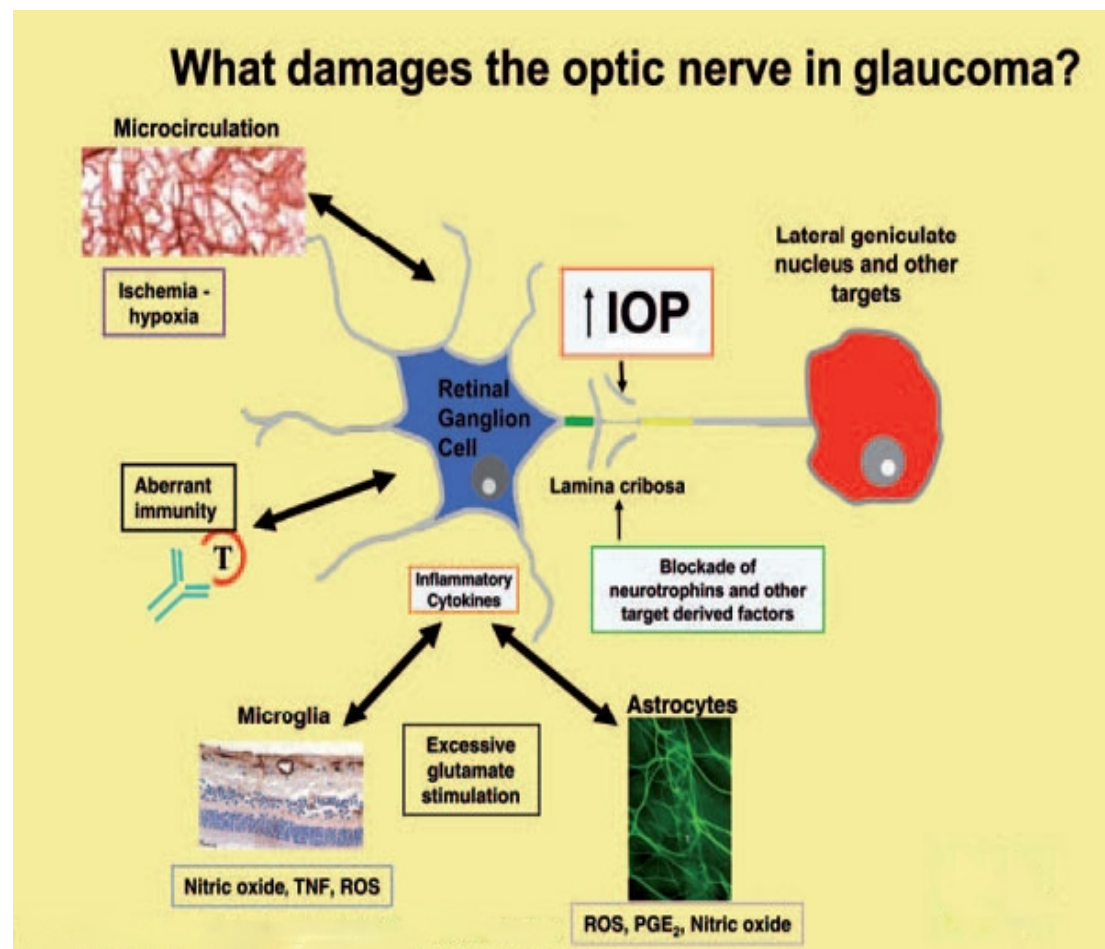 What damages the optic nerve in glaucoma?
Microcirculation
Ischemia -
hypoxia
↑ IOP
Lateral geniculate
nucleus and other
targets
Retinal
Ganglion
Cell
Aberrant
immunity
T
Lamina cribosa
Inflammatory
Cytokines
Blockade of
neurotrophins and other
target derived factors
Microglia
Excessive
glutamate
stimulation
Astrocytes
Nitric oxide, TNF, ROS
ROS, PGE₂, Nitric oxide